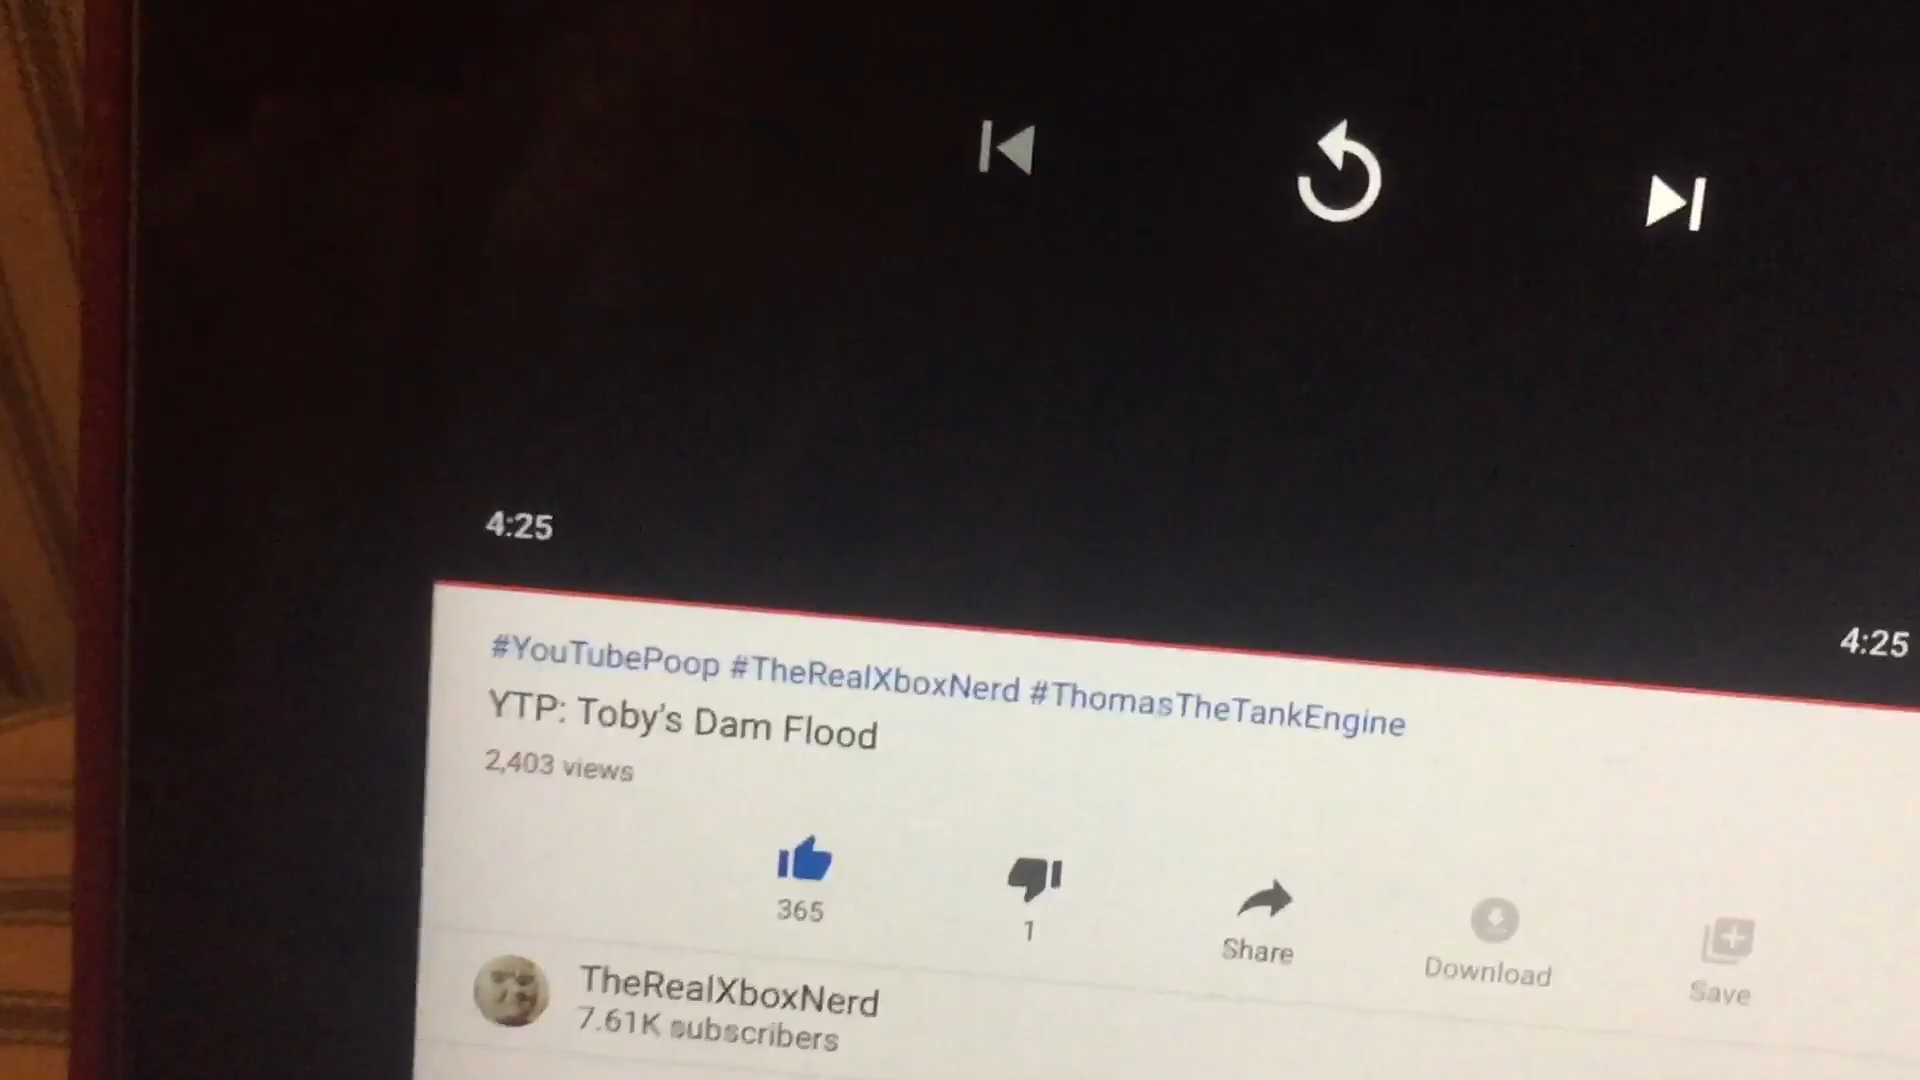 4:25
4:25
#YouTubePoop #TheRealXboxNerd #ThomasTheTankEngine
YTP: Toby's Dam Flood
2,403 views
365
1
Share
Download
Save
TheRealXboxNerd
7.61K subscribers